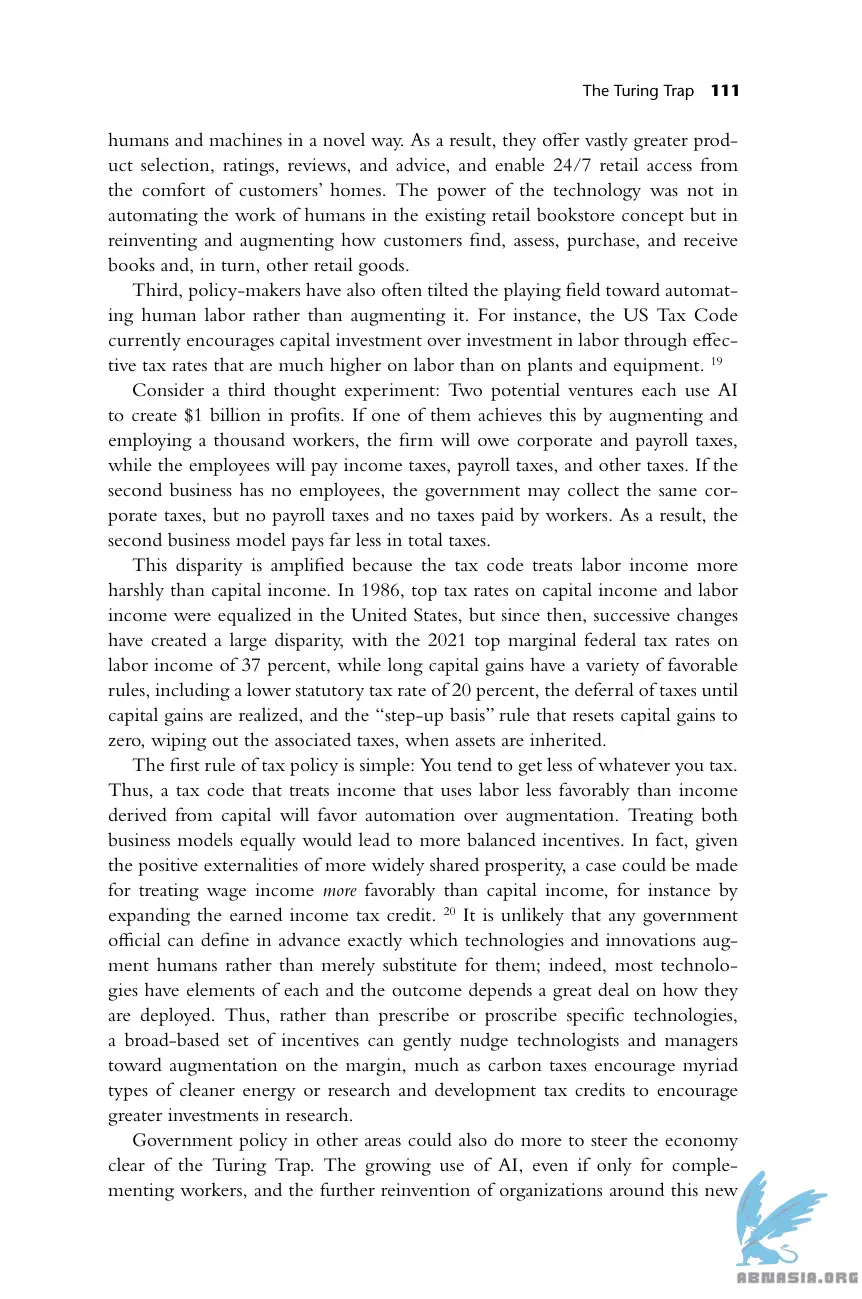 The Turing Trap 111
humans and machines in a novel way. As a result, they offer vastly greater prod-
uct selection, ratings, reviews, and advice, and enable 24/7 retail access from
the comfort of customers’ homes. The power of the technology was not in
automating the work of humans in the existing retail bookstore concept but in
reinventing and augmenting how customers find, assess, purchase, and receive
books and, in turn, other retail goods.
Third, policy-makers have also often tilted the playing field toward automat-
ing human labor rather than augmenting it. For instance, the US Tax Code
currently encourages capital investment over investment in labor through effec-
tive tax rates that are much higher on labor than on plants and equipment. 19
Consider a third thought experiment: Two potential ventures each use AI
to create $1 billion in profits. If one of them achieves this by augmenting and
employing a thousand workers, the firm will owe corporate and payroll taxes,
while the employees will pay income taxes, payroll taxes, and other taxes. If the
second business has no employees, the government may collect the same cor-
porate taxes, but no payroll taxes and no taxes paid by workers. As a result, the
second business model pays far less in total taxes.
This disparity is amplified because the tax code treats labor income more
harshly than capital income. In 1986, top tax rates on capital income and labor
income were equalized in the United States, but since then, successive changes
have created a large disparity, with the 2021 top marginal federal tax rates on
labor income of 37 percent, while long capital gains have a variety of favorable
rules, including a lower statutory tax rate of 20 percent, the deferral of taxes until
capital gains are realized, and the “step-up basis” rule that resets capital gains to
zero, wiping out the associated taxes, when assets are inherited.
The first rule of tax policy is simple: You tend to get less of whatever you tax.
Thus, a tax code that treats income that uses labor less favorably than income
derived from capital will favor automation over augmentation. Treating both
business models equally would lead to more balanced incentives. In fact, given
the positive externalities of more widely shared prosperity, a case could be made
for treating wage income more favorably than capital income, for instance by
expanding the earned income tax credit. 20 It is unlikely that any government
official can define in advance exactly which technologies and innovations aug-
ment humans rather than merely substitute for them; indeed, most technolo-
gies have elements of each and the outcome depends a great deal on how they
are deployed. Thus, rather than prescribe or proscribe specific technologies,
a broad-based set of incentives can gently nudge technologists and managers
toward augmentation on the margin, much as carbon taxes encourage myriad
types of cleaner energy or research and development tax credits to encourage
greater investments in research.
Government policy in other areas could also do more to steer the economy
clear of the Turing Trap. The growing use of AI, even if only for comple-
menting workers, and the further reinvention of organizations around this new
ABNASIA.ORG